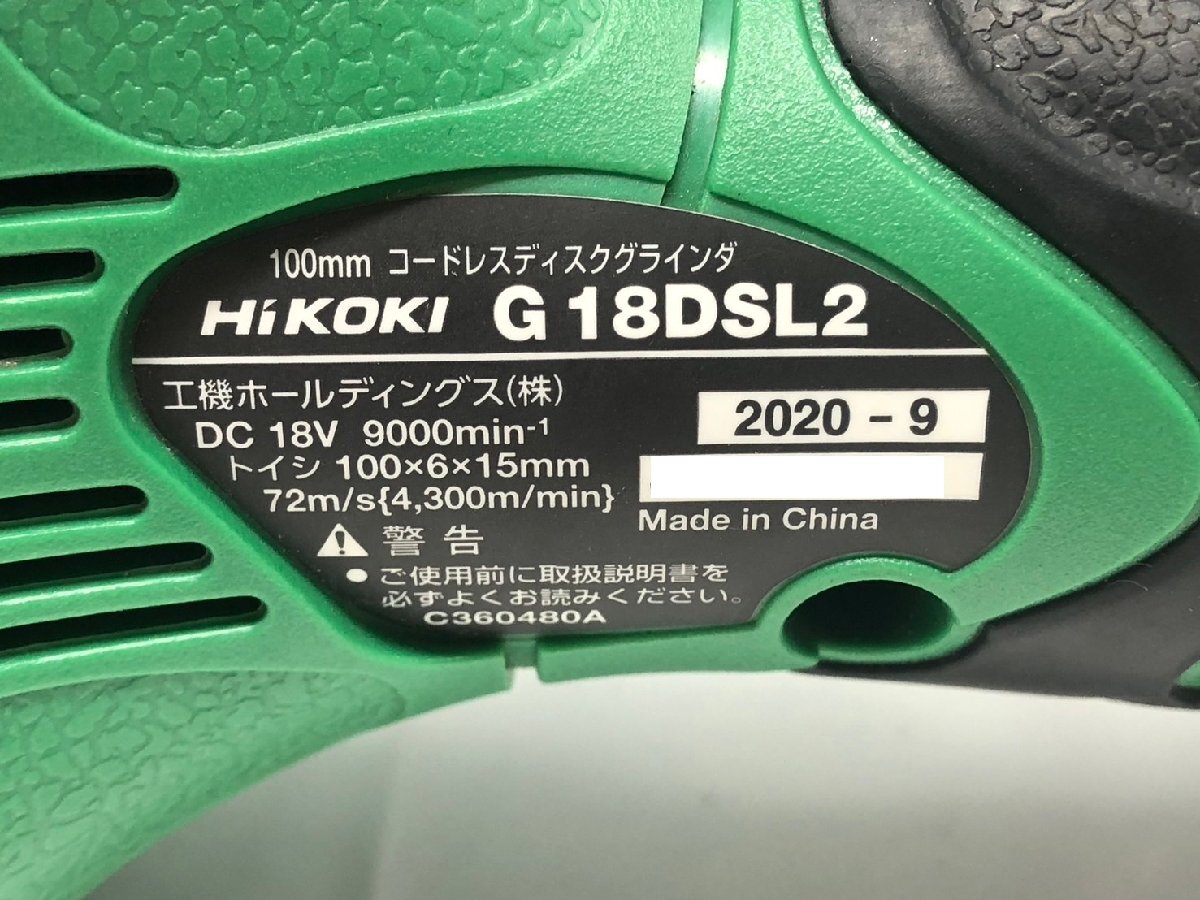 100mm コードレスディスクグラインダ
HiKOKI G 18DSL2
工機ホールディングス(株)
DC 18V 9000min-1
トイシ 100×6×15mm
72m/s{4,300m/min}
2020 - 9
Made in China
⚠ 警告
● ご使用前に取扱説明書を
必ずよくお読みください。
C360480A